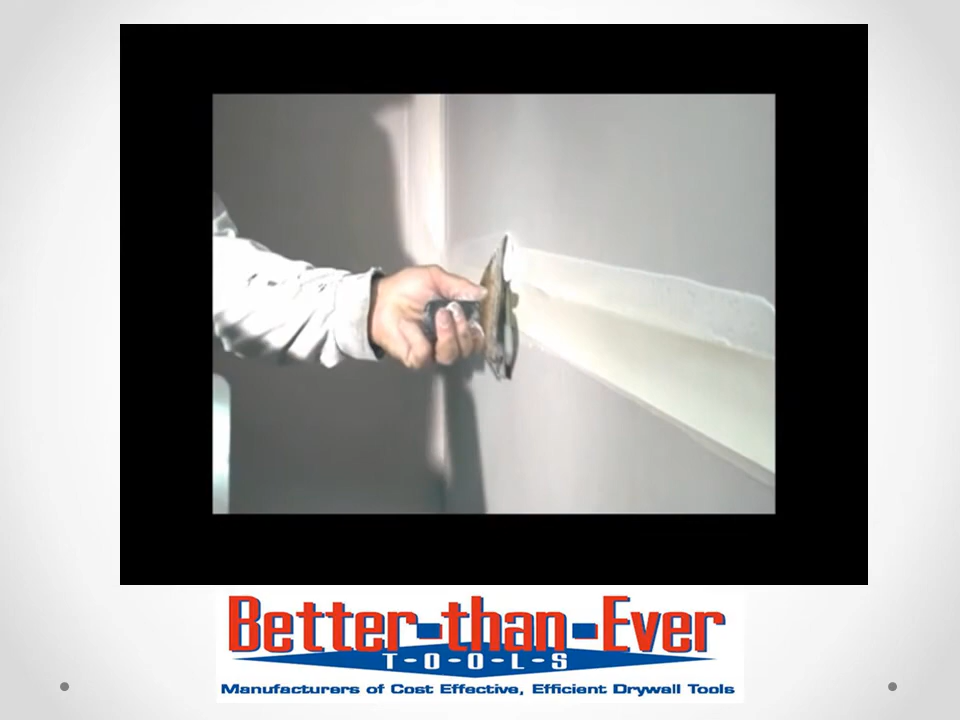 Better-than-Ever
T-O-O-L-S
Manufacturers of Cost Effective, Efficient Drywall Tools